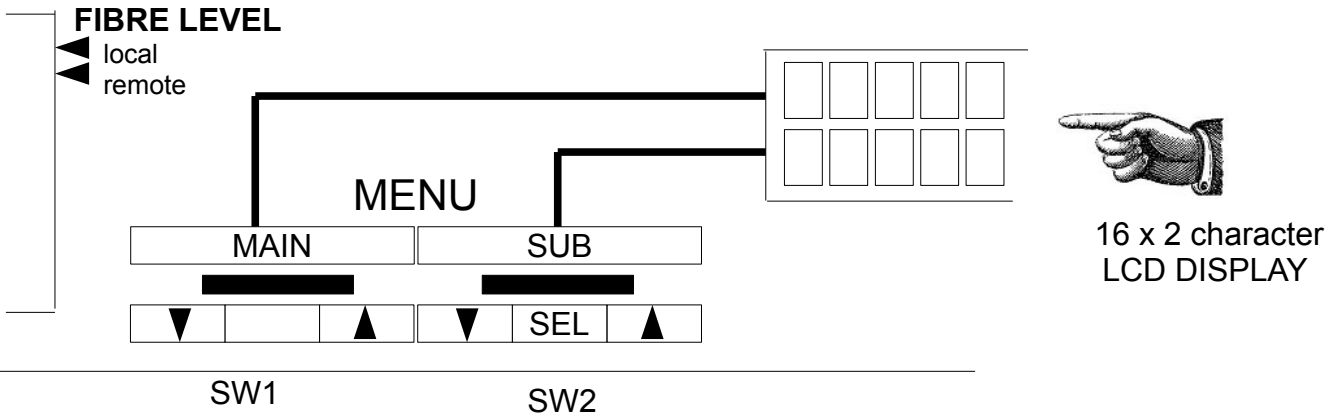 FIBRE LEVEL
local
remote
MENU
MAIN SUB
SEL
SW1 SW2
16 x 2 character
LCD DISPLAY